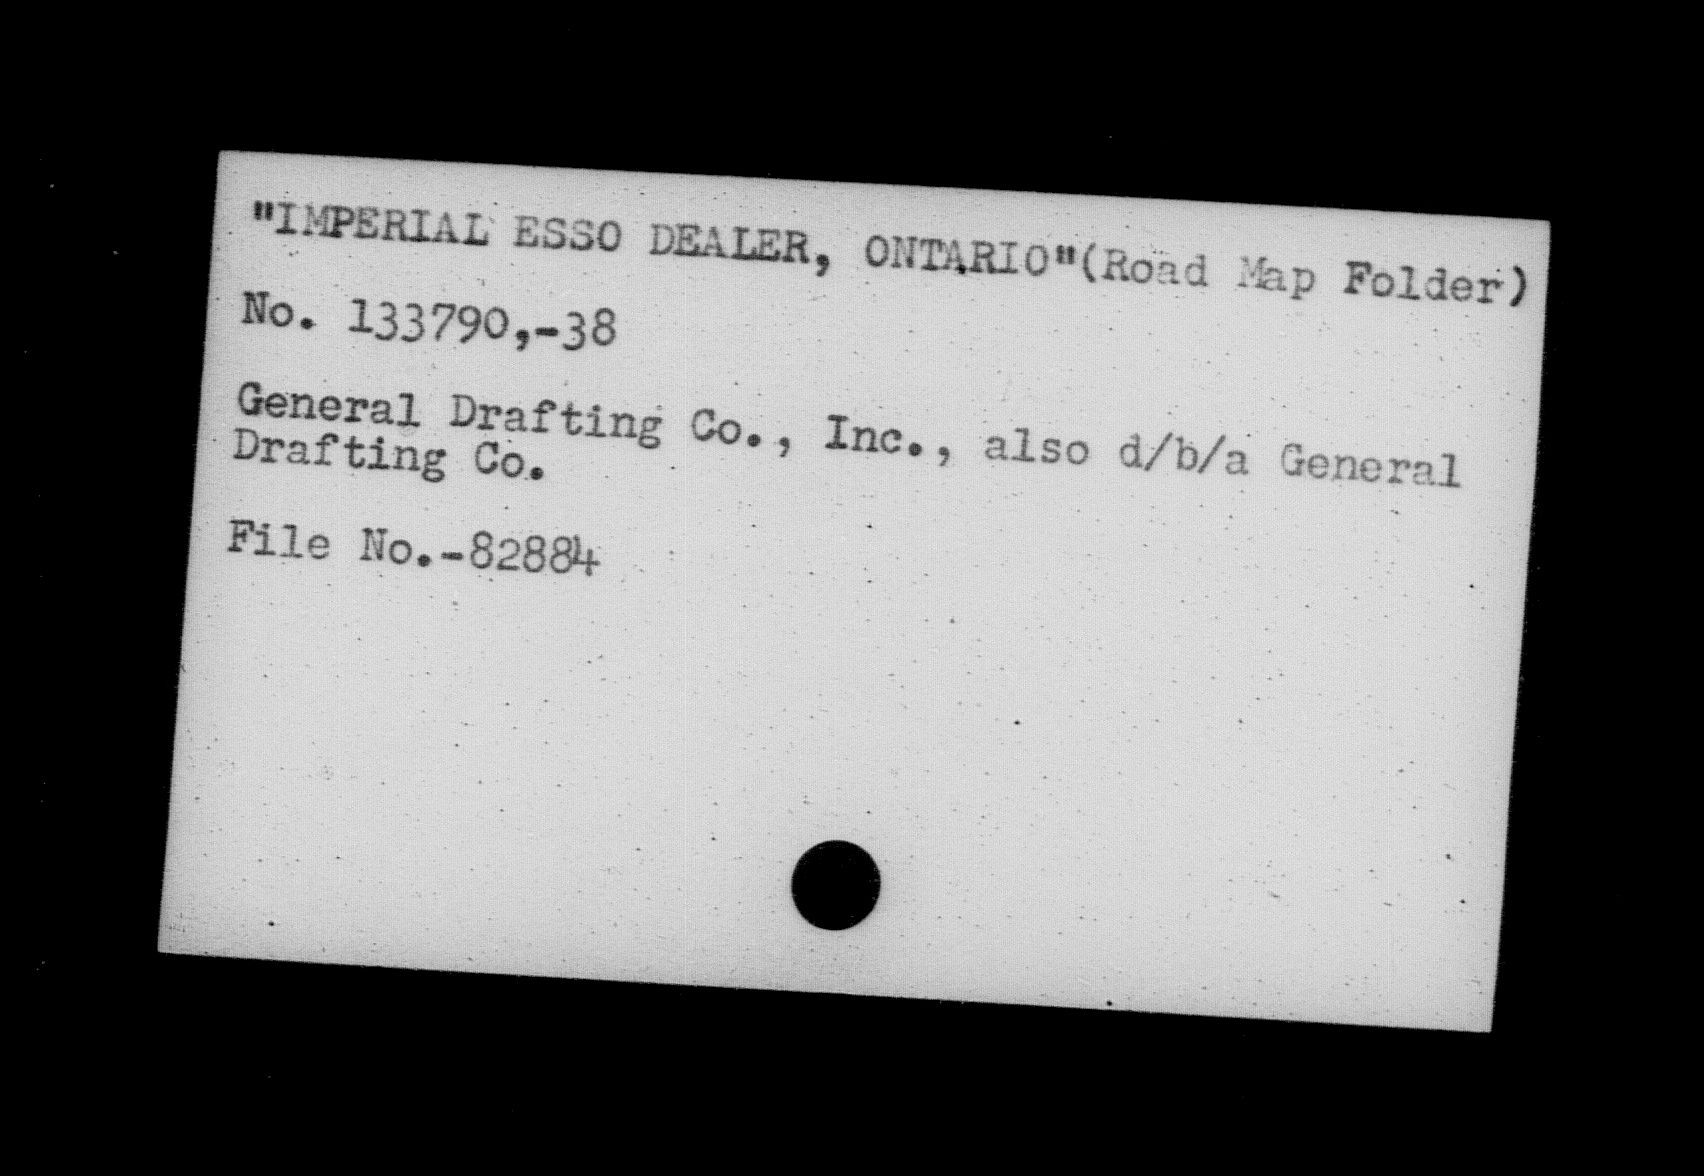 "IMPERIAL ESSO DEALER, ONTARIO"(Road Map Folder)
No. 133790,-38
General Drafting Co., Inc., also d/b/a General
Drafting Co.
File No.-82884